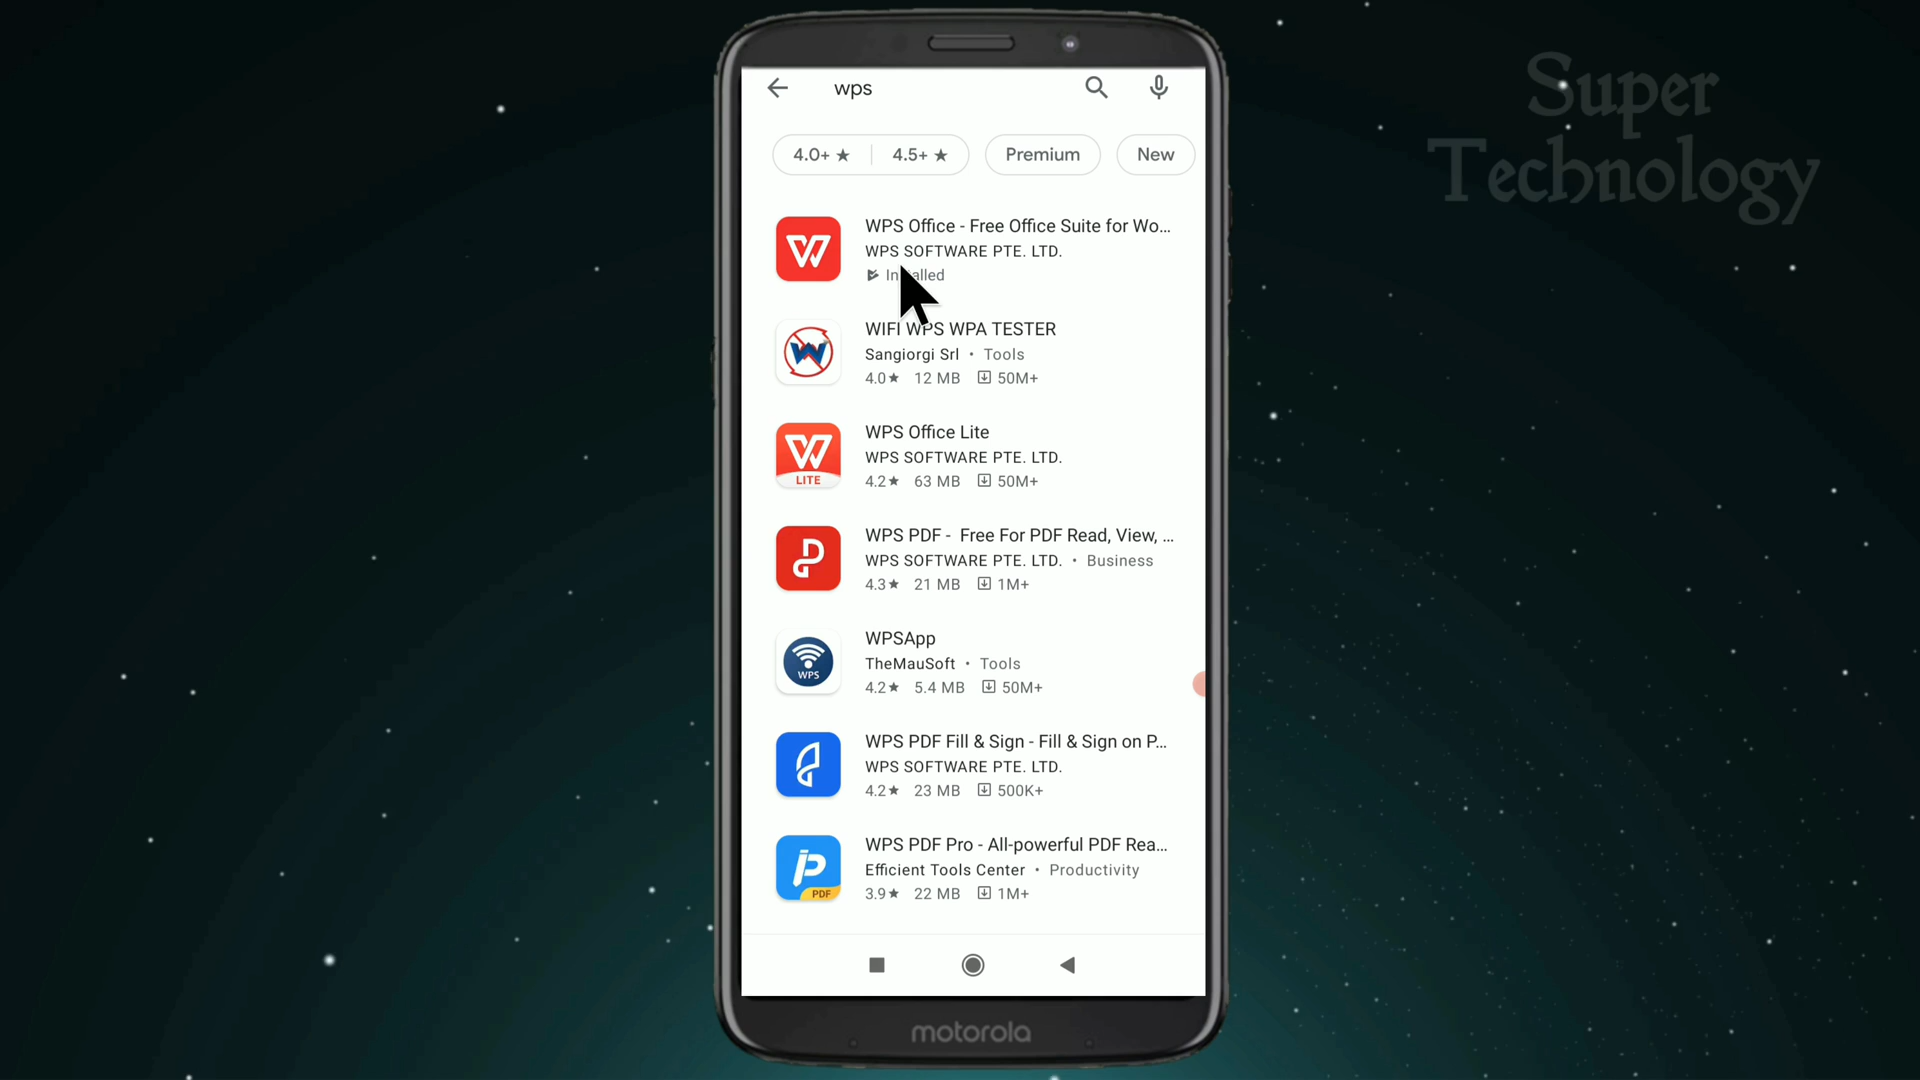 Super
Technology
wps
4.0+ ★ 4.5+ ★ Premium New
WPS Office - Free Office Suite for Wo...
WPS SOFTWARE PTE. LTD.
Installed
WIFI WPS WPA TESTER
Sangiorgi Srl • Tools
4.0★ 12 MB 50M+
WPS Office Lite
WPS SOFTWARE PTE. LTD.
LITE
4.2★ 63 MB 50M+
WPS PDF - Free For PDF Read, View, ...
WPS SOFTWARE PTE. LTD. • Business
4.3★ 21 MB 1M+
WPSApp
TheMauSoft • Tools
WPS
4.2★ 5.4 MB 50M+
WPS PDF Fill & Sign - Fill & Sign on P...
WPS SOFTWARE PTE. LTD.
4.2★ 23 MB 500K+
WPS PDF Pro - All-powerful PDF Rea...
Efficient Tools Center • Productivity
PDF
3.9★ 22 MB 1M+
motorola